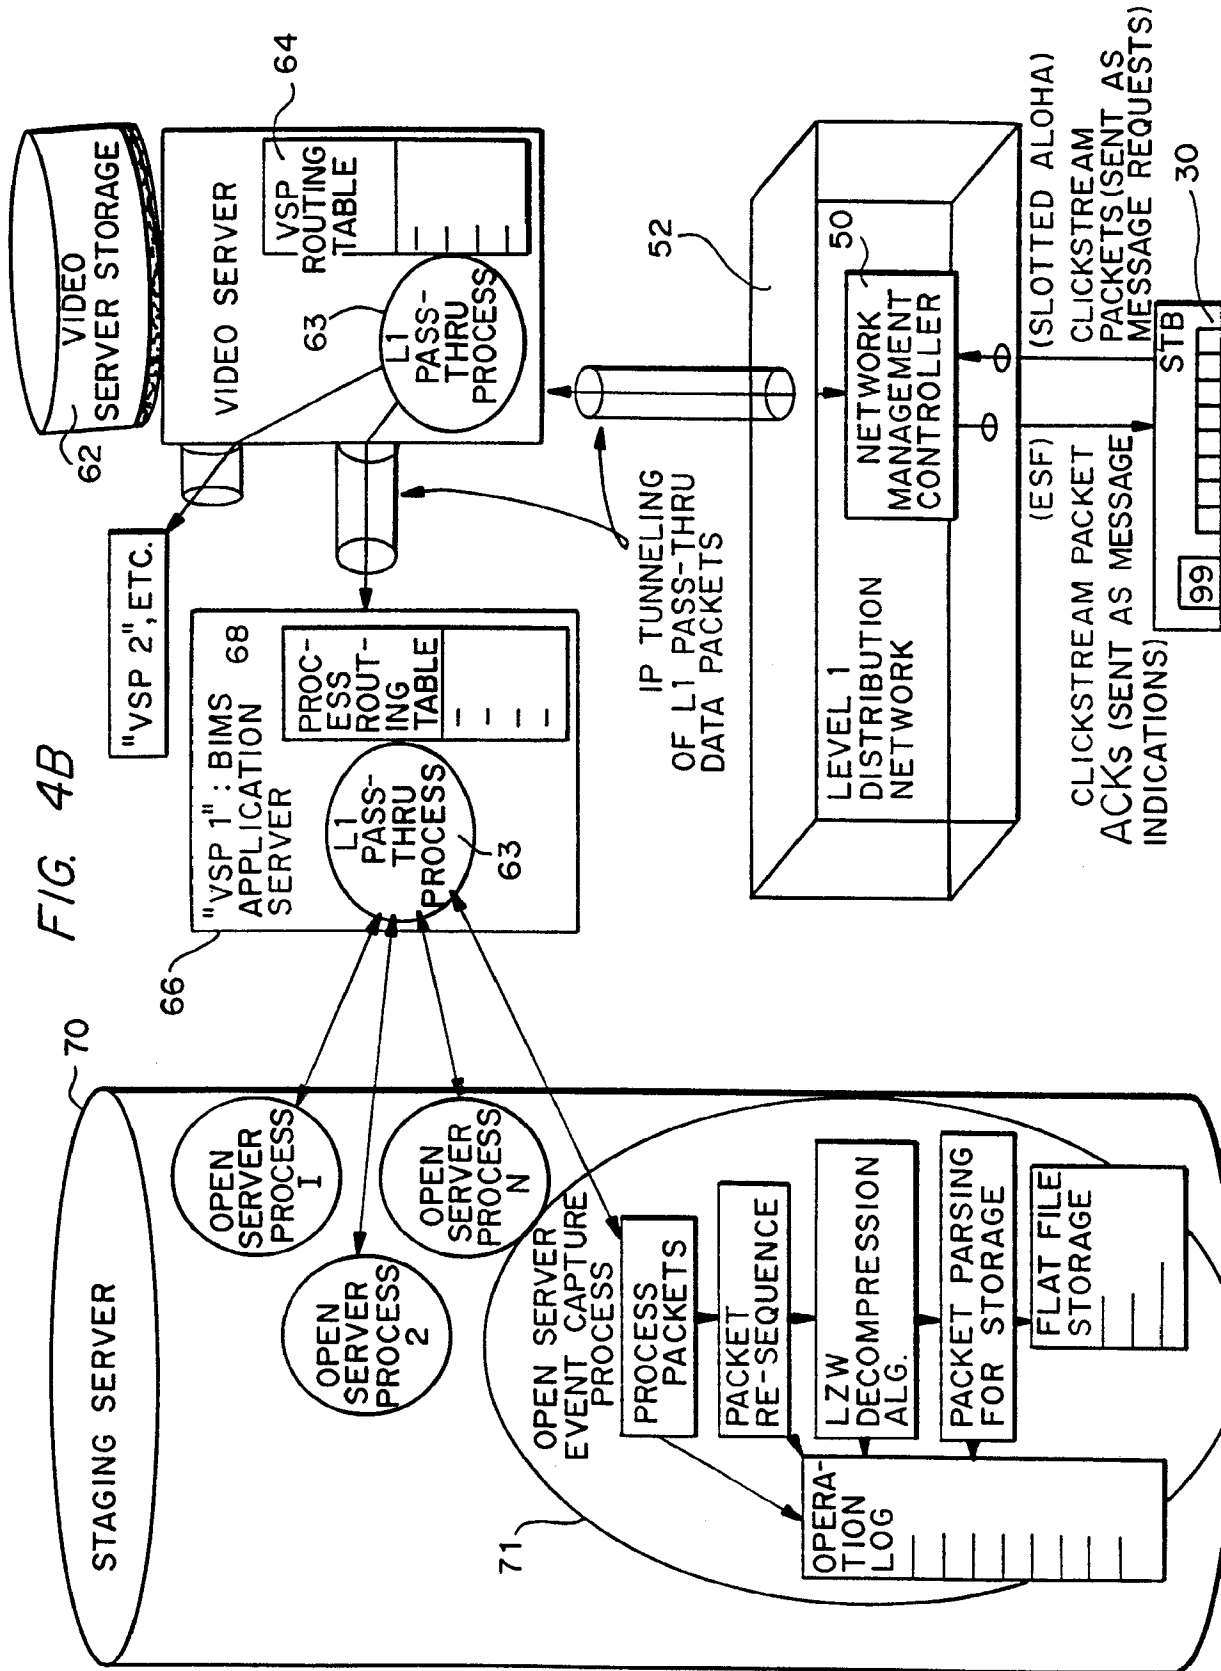 FIG. 4B
STAGING SERVER
70
OPEN
SERVER
PROCESS
1
OPEN
SERVER
PROCESS
2
OPEN
SERVER
PROCESS
N
OPEN SERVER
EVENT CAPTURE
PROCESS
71
PROCESS
PACKETS
PACKET
RE-SEQUENCE
LZW
DECOMPRESSION
ALG.
PACKET PARSING
FOR STORAGE
FLAT FILE
STORAGE
OPERA-
TION
LOG
66
"VSP 1": BIMS
APPLICATION
SERVER
68
L1
PASS-
THRU
PROCESS
63
PROC-
ESS
ROUT-
ING
TABLE
"VSP 2", ETC.
VIDEO
SERVER STORAGE
62
VIDEO SERVER
63
L1
PASS-
THRU
PROCESS
VSP
ROUTING
TABLE
64
IP TUNNELING
OF L1 PASS-THRU
DATA PACKETS
52
LEVEL 1
DISTRIBUTION
NETWORK
50
NETWORK
MANAGEMENT
CONTROLLER
(ESF)
CLICKSTREAM PACKET
ACKs (SENT AS MESSAGE
INDICATIONS)
(SLOTTED ALOHA)
CLICKSTREAM
PACKETS (SENT AS
MESSAGE REQUESTS)
STB
99
30